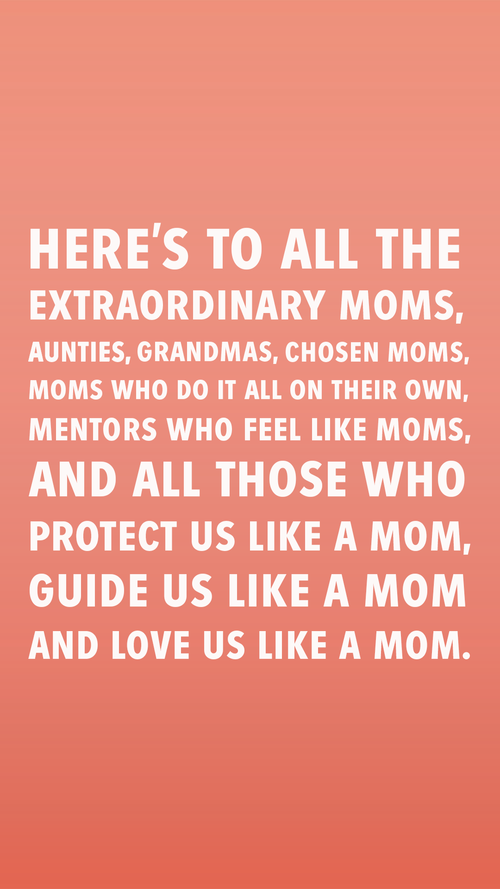 HERE'S TO ALL THE
EXTRAORDINARY MOMS,
AUNTIES, GRANDMAS, CHOSEN MOMS,
MOMS WHO DO IT ALL ON THEIR OWN,
MENTORS WHO FEEL LIKE MOMS,
AND ALL THOSE WHO
PROTECT US LIKE A MOM,
GUIDE US LIKE A MOM
AND LOVE US LIKE A MOM.